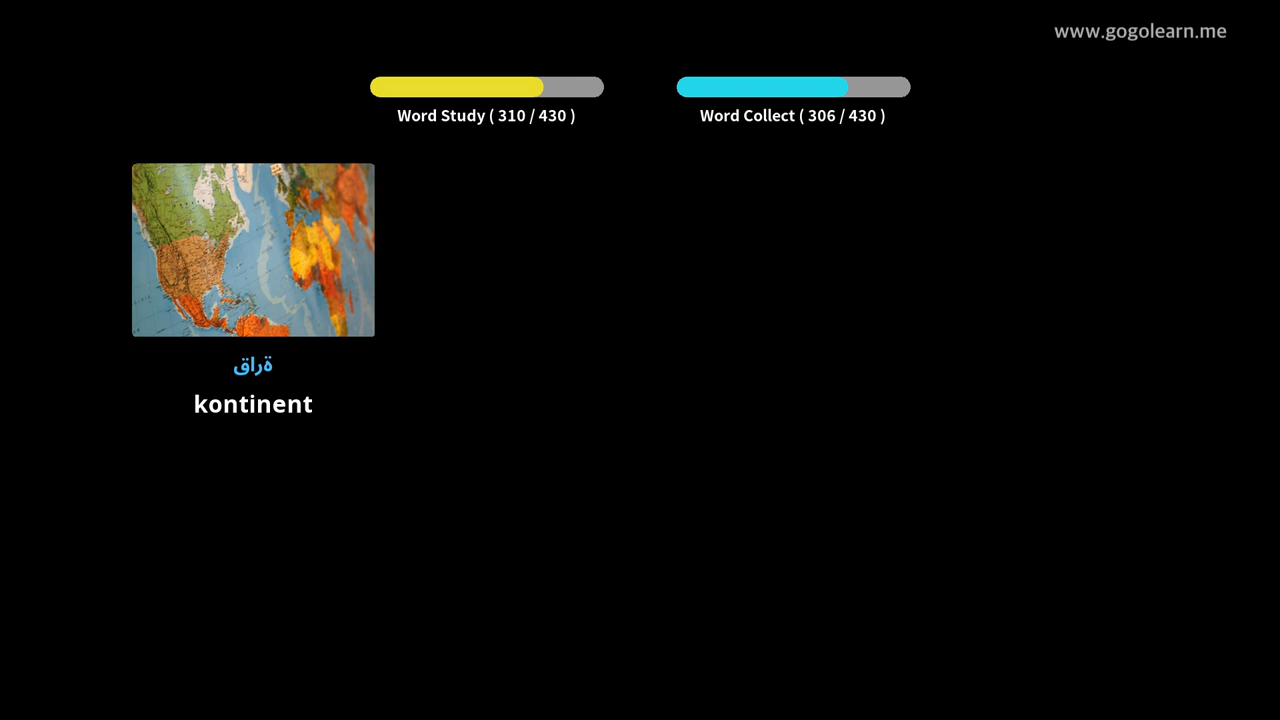 www.gogolearn.me
Word Study ( 310 / 430 )
Word Collect ( 306 / 430 )
ةراق
kontinent